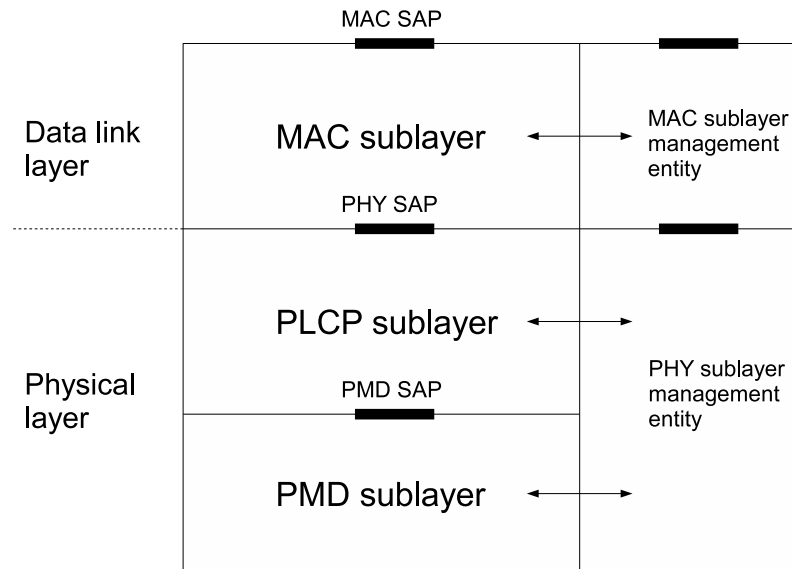 MAC SAP
Data link
layer
MAC sublayer
MAC sublayer
management
entity
PHY SAP
PLCP sublayer
Physical
layer
PMD SAP
PHY sublayer
management
entity
PMD sublayer